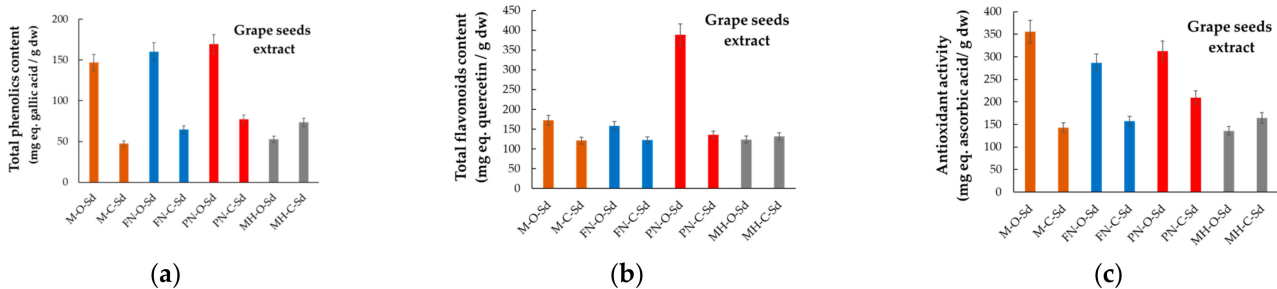 Total phenolics content
(mg eq. gallic acid / g dw)
200
150
100
50
0
Grape seeds
extract
M-O-Sd
M-C-Sd
FN-O-Sd
FN-C-Sd
PN-O-Sd
PN-C-Sd
MH-O-Sd
MH-C-Sd
(a)
Total flavonoids content
(mg eq. quercetin / g dw)
450
400
350
300
250
200
150
100
50
0
Grape seeds
extract
M-O-Sd
M-C-Sd
FN-O-Sd
FN-C-Sd
PN-O-Sd
PN-C-Sd
MH-O-Sd
MH-C-Sd
(b)
Antioxidant activity
(mg eq. ascorbic acid/ g dw)
400
350
300
250
200
150
100
50
0
Grape seeds
extract
M-O-Sd
M-C-Sd
FN-O-Sd
FN-C-Sd
PN-O-Sd
PN-C-Sd
MH-O-Sd
MH-C-Sd
(c)